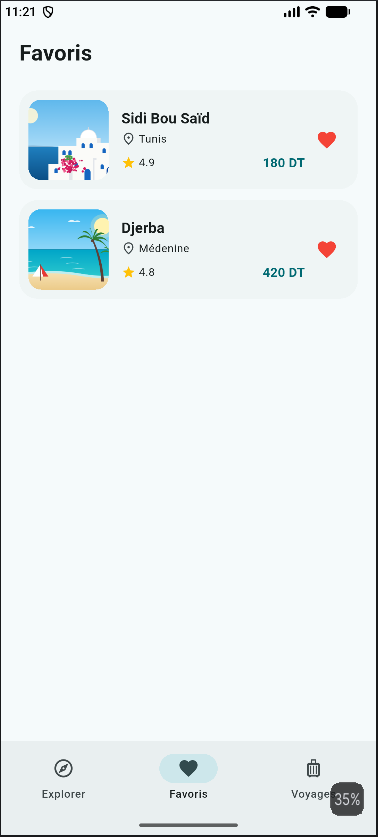 11:21
Favoris
Sidi Bou Saïd
Tunis
4.9
180 DT
Djerba
Médenine
4.8
420 DT
Explorer
Favoris
Voyages
35%